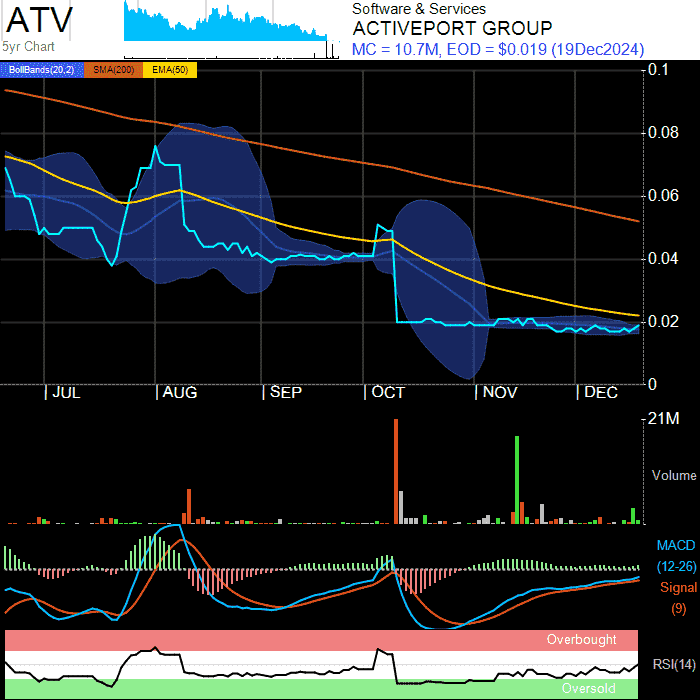 ATV
5yr Chart
Software & Services
ACTIVEPORT GROUP
MC = 10.7M, EOD = $0.019 (19Dec2024)
BollBands(20,2) SMA(200) EMA(50)
0.1
0.08
0.06
0.04
0.02
0
JUL AUG SEP OCT NOV DEC
21M
Volume
MACD
(12-26)
Signal
(9)
Overbought
RSI(14)
Oversold